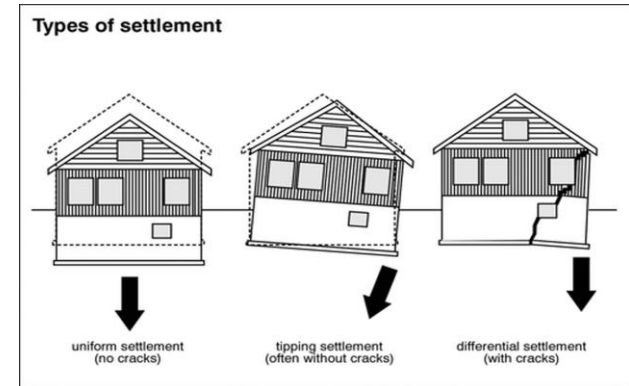 Types of settlement
uniform settlement
(no cracks)
tipping settlement
(often without cracks)
differential settlement
(with cracks)